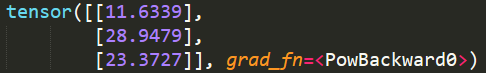 tensor([[11.6339],
[28.9479],
[23.3727]], grad_fn=<PowBackward0>)